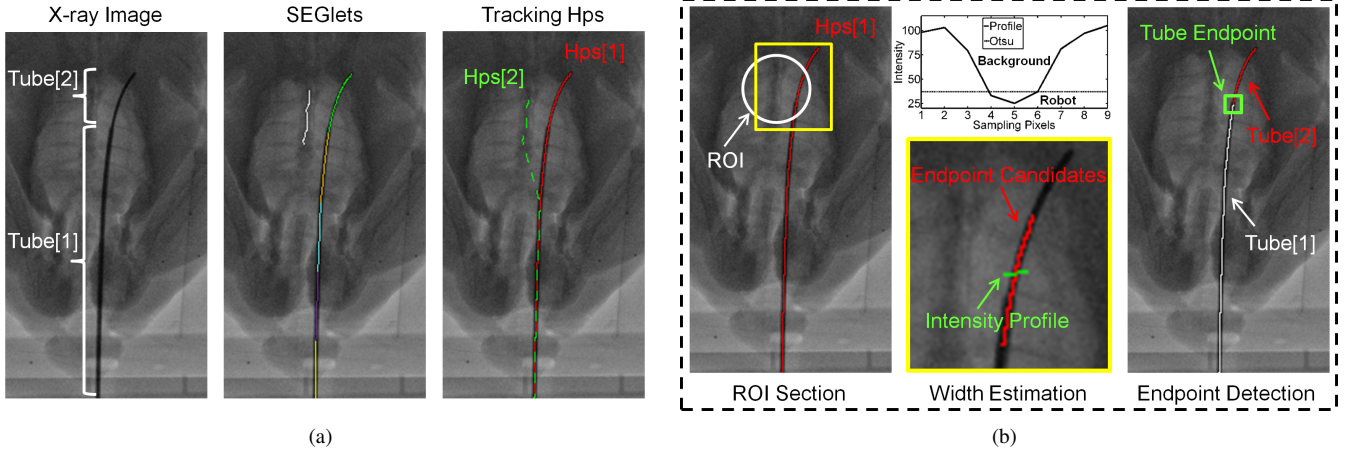 X-ray Image
SEGlets
Tracking Hps
Tube[2]
Tube[1]
Hps[1]
Hps[2]
(a)
Hps[1]
ROI
ROI Section
Intensity
100
75
50
25
Profile
Otsu
Background
Robot
1 2 3 4 5 6 7 8 9
Sampling Pixels
Endpoint Candidates
Intensity Profile
Width Estimation
Tube Endpoint
Tube[2]
Tube[1]
Endpoint Detection
(b)